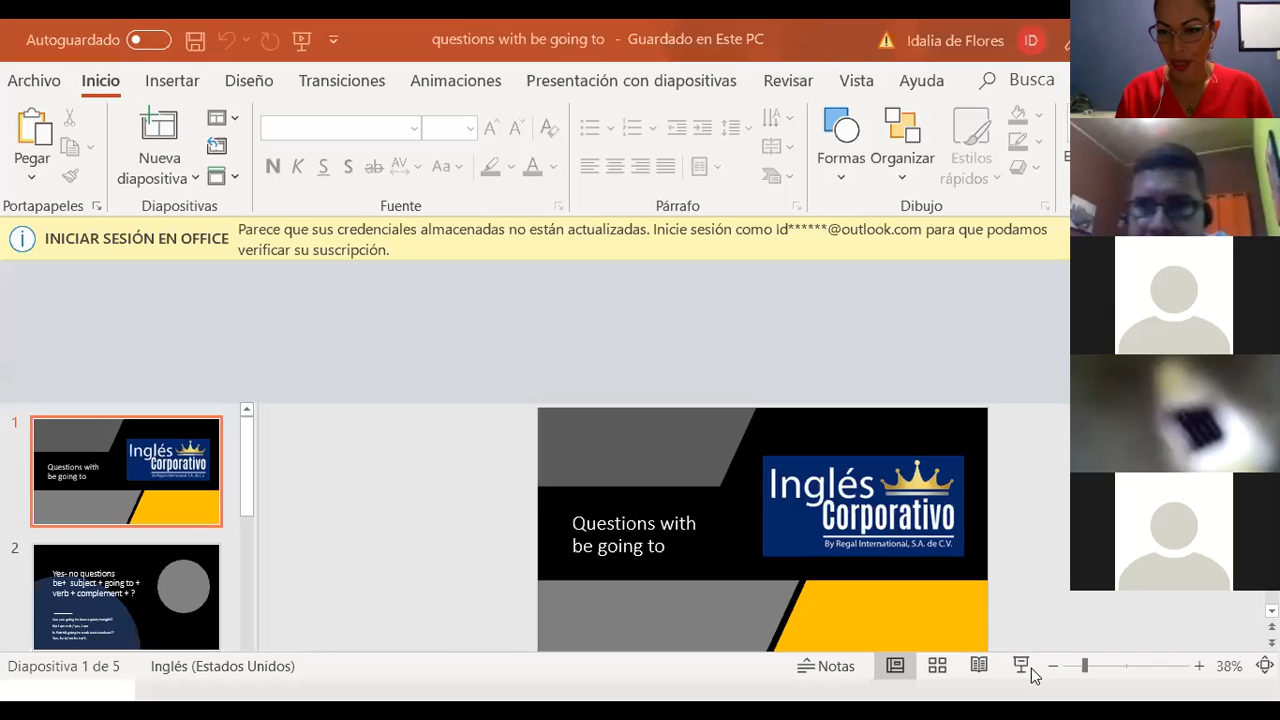 Autoguardado
questions with be going to - Guardado en Este PC
Idalia de Flores
ID
Archivo Inicio Insertar Diseño Transiciones Animaciones Presentación con diapositivas Revisar Vista Ayuda Busca
Pegar
Nueva
diapositiva
N K S S ab AV Aa A
Formas Organizar Estilos
rápidos
Portapapeles Diapositivas Fuente Párrafo Dibujo
INICIAR SESIÓN EN OFFICE
Parece que sus credenciales almacenadas no están actualizadas. Inicie sesión como id******@outlook.com para que podamos
verificar su suscripción.
1
Questions with
be going to
Inglés
Corporativo
2
Yes- no questions
be+ subject + going to +
verb + complement + ?
Questions with
be going to
Inglés
Corporativo
By Regal International, S.A. de C.V.
Diapositiva 1 de 5 Inglés (Estados Unidos) Notas 38%